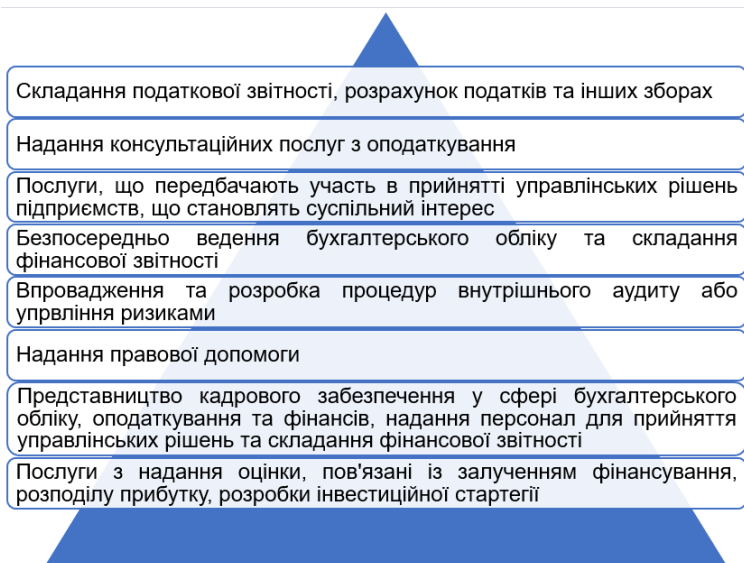 Складання податкової звітності, розрахунок податків та інших зборах
Надання консультаційних послуг з оподаткування
Послуги, що передбачають участь в прийнятті управлінських рішень
підприємств, що становлять суспільний інтерес
Безпосередньо ведення бухгалтерського обліку та складання
фінансової звітності
Впровадження та розробка процедур внутрішнього аудиту або
упрвління ризиками
Надання правової допомоги
Представництво кадрового забезпечення у сфері бухгалтерського
обліку, оподаткування та фінансів, надання персонал для прийняття
управлінських рішень та складання фінансової звітності
Послуги з надання оцінки, пов'язані із залученням фінансування,
розподілу прибутку, розробки інвестиційної стартегії